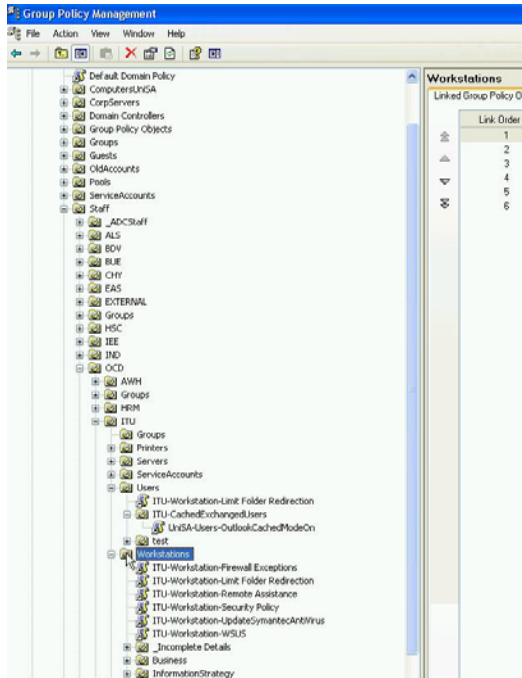 Group Policy Management
File Action View Window Help
Default Domain Policy
ComputersUniSA
CorpServers
Domain Controllers
Group Policy Objects
Groups
Guests
OldAccounts
Pools
ServiceAccounts
Staff
_ADCStaff
ALS
BDV
BUE
CHY
EAS
EXTERNAL
Groups
HSC
IEE
IND
OCD
AWH
Groups
HRM
ITU
Groups
Printers
Servers
ServiceAccounts
Users
ITU-Workstation-Limit Folder Redirection
ITU-CachedExchangedUsers
UniSA-Users-OutlookCachedModeOn
test
Workstations
ITU-Workstation-Firewall Exceptions
ITU-Workstation-Limit Folder Redirection
ITU-Workstation-Remote Assistance
ITU-Workstation-Security Policy
ITU-Workstation-UpdateSymantecAntiVirus
ITU-Workstation-WSUS
_Incomplete Details
Business
InformationStrategy
Workstations
Linked Group Policy O
Link Order
1
2
3
4
5
6